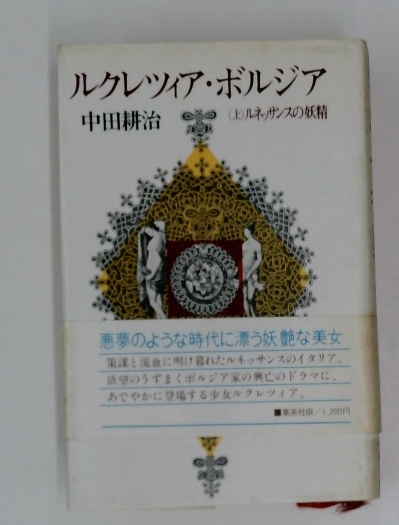 ルクレツィア・ボルジア
中田耕治
〈上〉ルネッサンスの妖精
悪夢のような時代に漂う妖艶な美女
策謀と流血に明け暮れたルネッサンスのイタリア。
欲望のうずまくボルジア家の興亡のドラマに、
あでやかに登場する少女ルクレツィア。
■集英社版/1,200円